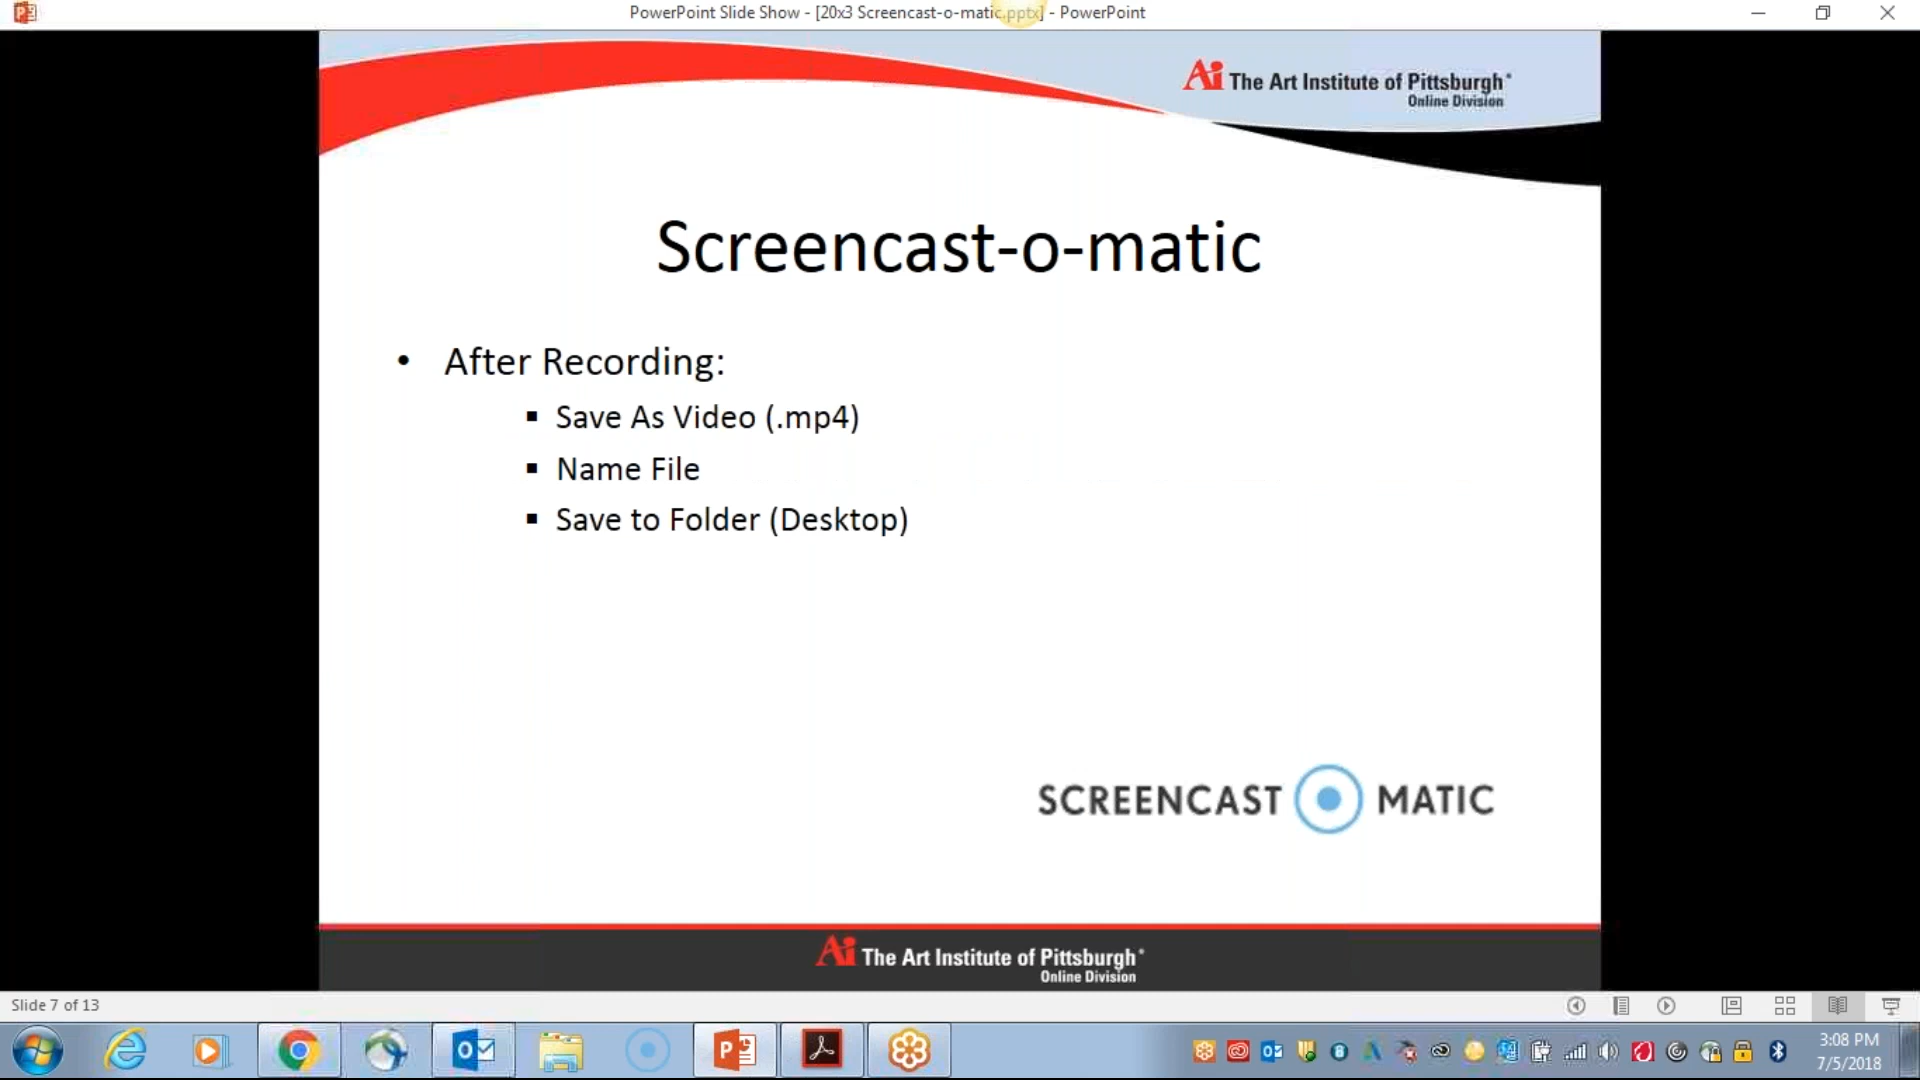 PowerPoint Slide Show - [20x3 Screencast-o-matic.pptx] - PowerPoint
Ai The Art Institute of Pittsburgh®
Online Division
Screencast-o-matic
• After Recording:
▪ Save As Video (.mp4)
▪ Name File
▪ Save to Folder (Desktop)
SCREENCAST O MATIC
Ai The Art Institute of Pittsburgh®
Online Division
Slide 7 of 13
3:08 PM
7/5/2018